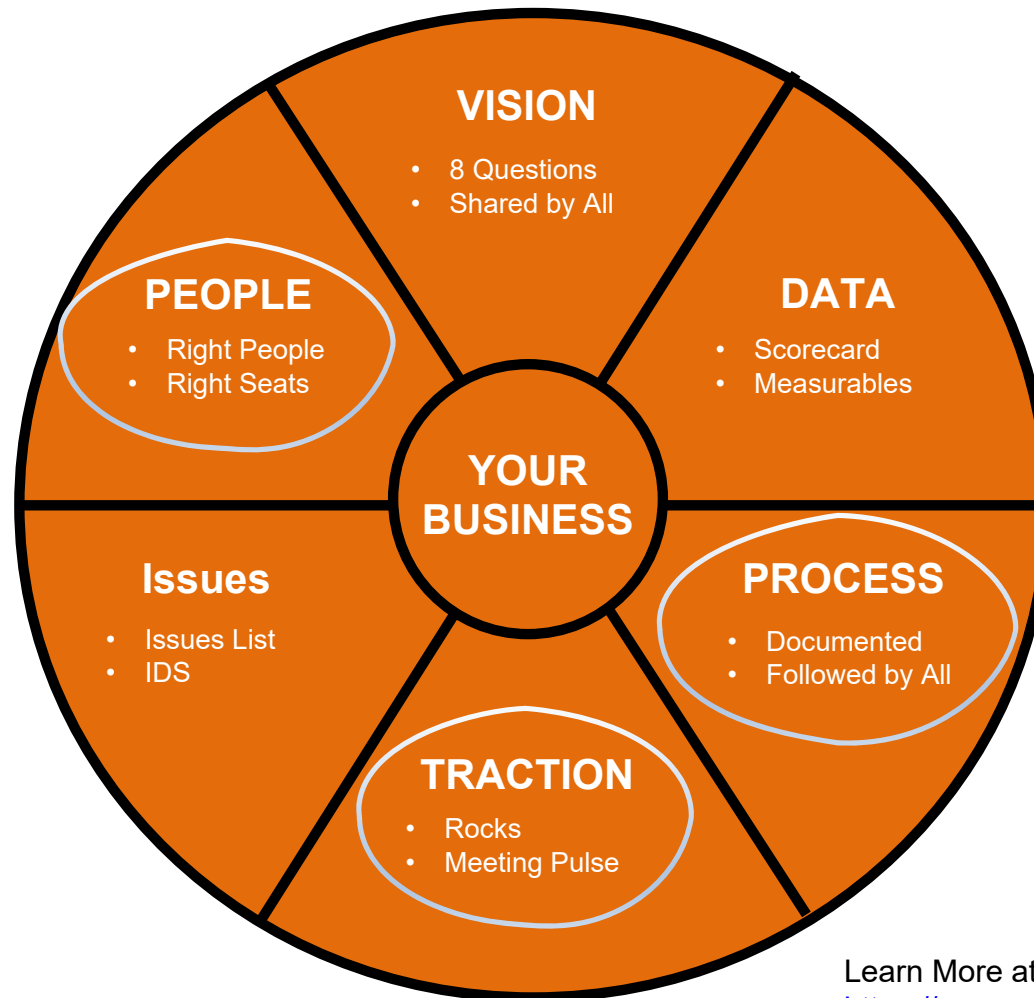 VISION
• 8 Questions
• Shared by All
PEOPLE
• Right People
• Right Seats
DATA
• Scorecard
• Measurables
YOUR
BUSINESS
Issues
• Issues List
• IDS
PROCESS
• Documented
• Followed by All
TRACTION
• Rocks
• Meeting Pulse
Learn More at